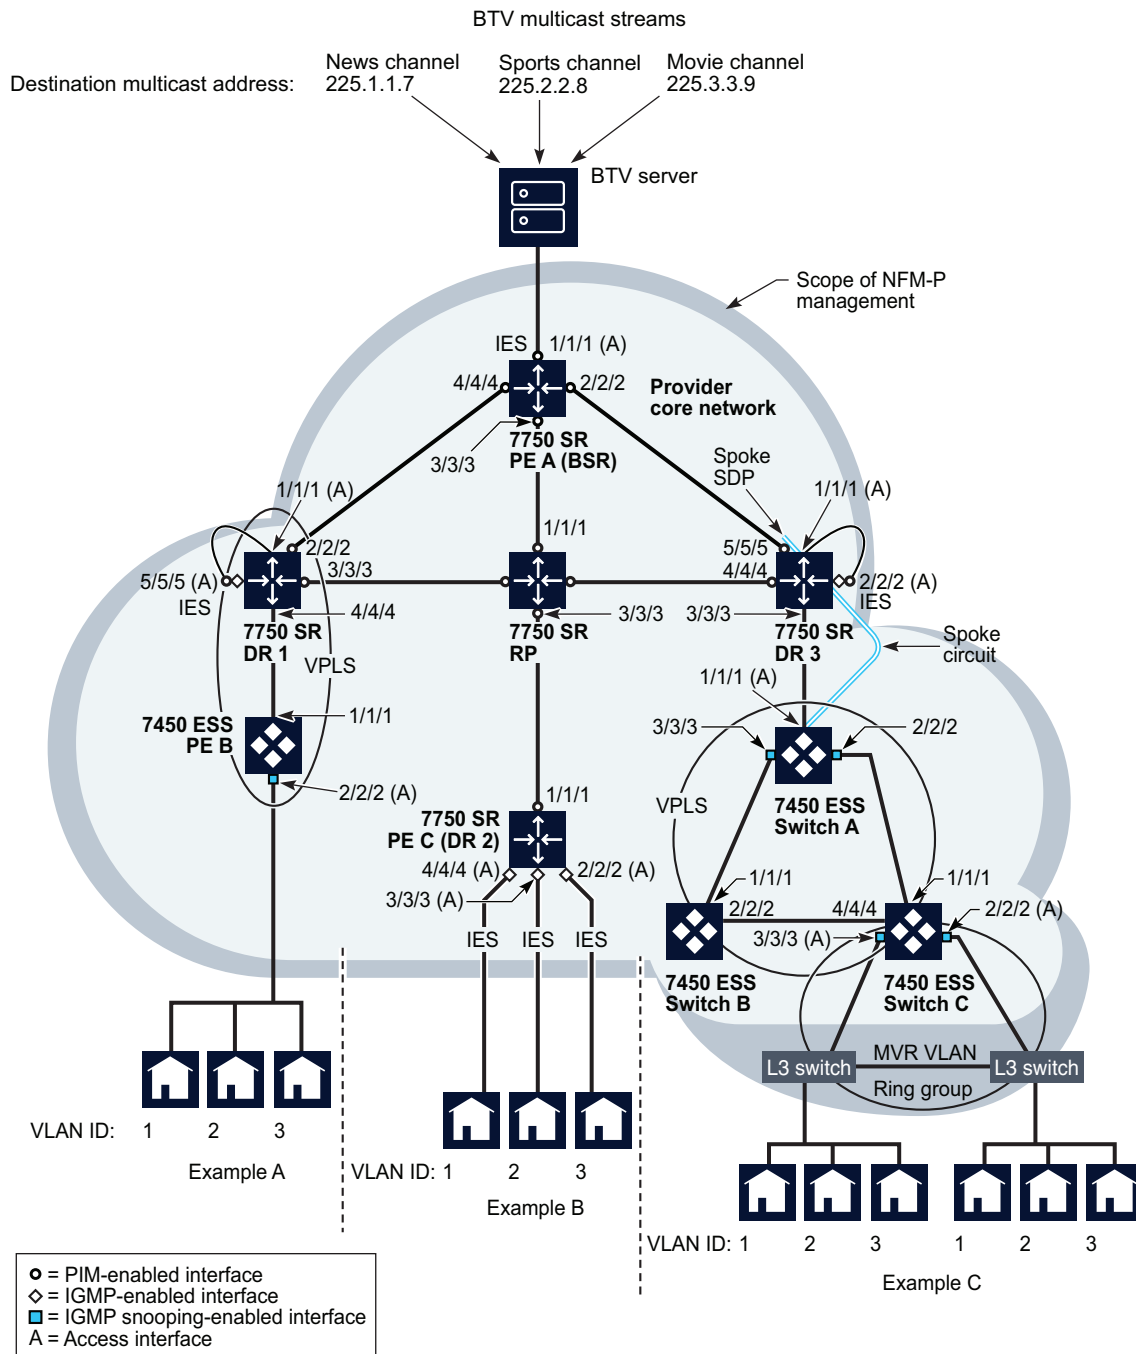 BTV multicast streams
Destination multicast address:
News channel
225.1.1.7
Sports channel
225.2.2.8
Movie channel
225.3.3.9
BTV server
Scope of NFM-P
management
IES
1/1/1 (A)
4/4/4
2/2/2
Provider
core network
3/3/3
7750 SR
PE A (BSR)
Spoke
SDP
1/1/1 (A)
1/1/1 (A)
1/1/1
2/2/2
5/5/5
5/5/5 (A)
IES
3/3/3
4/4/4
2/2/2 (A)
IES
4/4/4
3/3/3
3/3/3
7750 SR
DR 1
7750 SR
RP
7750 SR
DR 3
Spoke
circuit
VPLS
1/1/1 (A)
7450 ESS
PE B
1/1/1
3/3/3
2/2/2
2/2/2 (A)
1/1/1
VPLS
7450 ESS
Switch A
7750 SR
PE C (DR 2)
4/4/4 (A)
2/2/2 (A)
3/3/3 (A)
1/1/1
1/1/1
2/2/2
4/4/4
2/2/2 (A)
3/3/3 (A)
IES
IES
IES
7450 ESS
Switch B
7450 ESS
Switch C
MVR VLAN
L3 switch
L3 switch
Ring group
VLAN ID: 1 2 3
Example A
VLAN ID: 1 2 3
Example B
VLAN ID: 1 2 3 1 2 3
Example C
= PIM-enabled interface
= IGMP-enabled interface
= IGMP snooping-enabled interface
A = Access interface